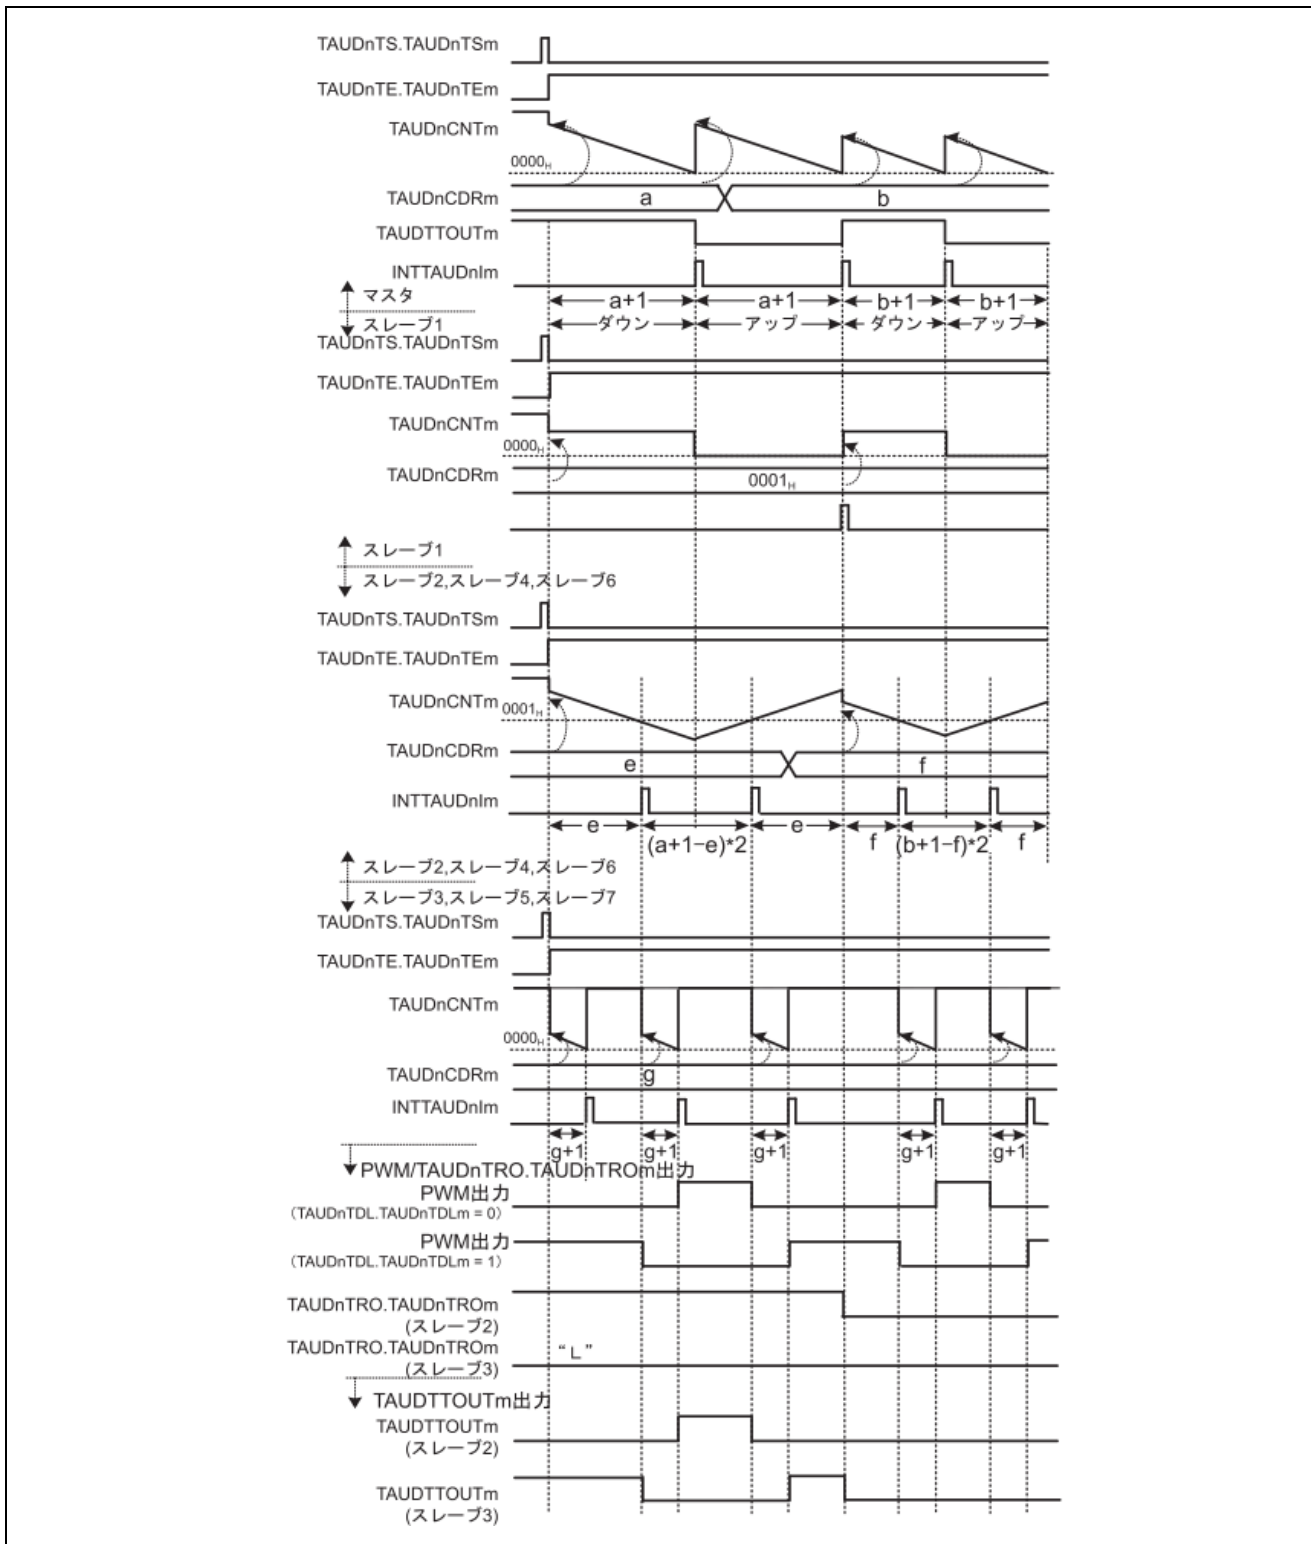 TAUDnTS.TAUDnTSm
TAUDnTE.TAUDnTEm
TAUDnCNTm
0000H
TAUDnCDRm
a
b
TAUDTTOUTm
INTTAUDnIm
マスタ
a+1
a+1
b+1
b+1
スレーブ1
ダウン
アップ
ダウン
アップ
TAUDnTS.TAUDnTSm
TAUDnTE.TAUDnTEm
TAUDnCNTm
0000H
TAUDnCDRm
0001H
スレーブ1
スレーブ2,スレーブ4,スレーブ6
TAUDnTS.TAUDnTSm
TAUDnTE.TAUDnTEm
TAUDnCNTm
0001H
TAUDnCDRm
e
f
INTTAUDnIm
e
(a+1−e)*2
e
f
(b+1−f)*2
f
スレーブ2,スレーブ4,スレーブ6
スレーブ3,スレーブ5,スレーブ7
TAUDnTS.TAUDnTSm
TAUDnTE.TAUDnTEm
TAUDnCNTm
0000H
TAUDnCDRm
g
INTTAUDnIm
g+1
g+1
g+1
g+1
g+1
PWM/TAUDnTRO.TAUDnTROm出力
PWM出力
(TAUDnTDL.TAUDnTDLm = 0)
PWM出力
(TAUDnTDL.TAUDnTDLm = 1)
TAUDnTRO.TAUDnTROm
(スレーブ2)
TAUDnTRO.TAUDnTROm
(スレーブ3)
“L”
TAUDTTOUTm出力
TAUDTTOUTm
(スレーブ2)
TAUDTTOUTm
(スレーブ3)